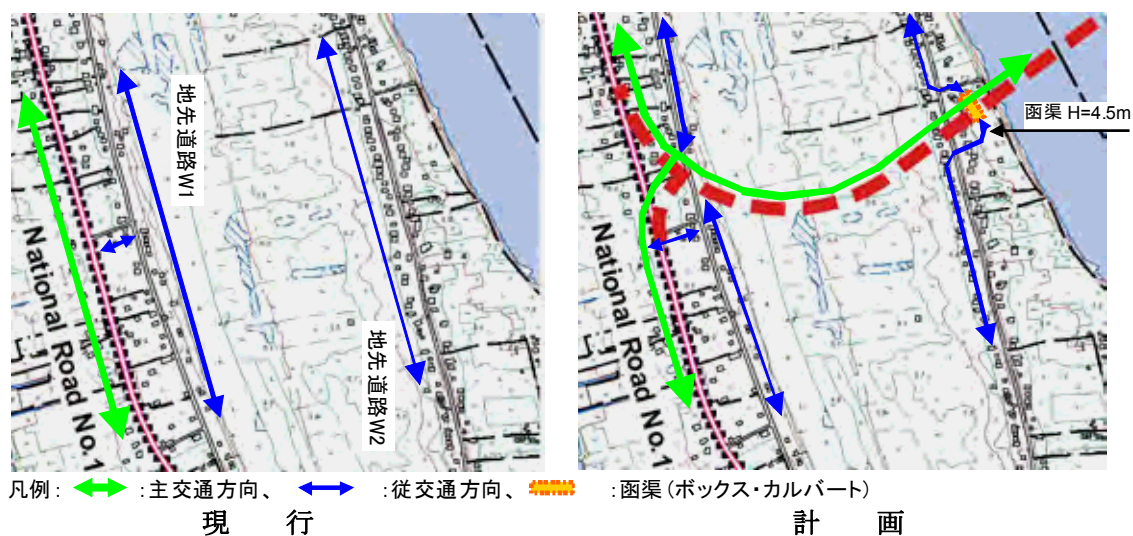 地先道路W1
地先道路W2
National Road No.1
National Road No.1
函渠 H=4.5m
凡例: :主交通方向、 :従交通方向、 :函渠(ボックス・カルバート)
現 行
計 画